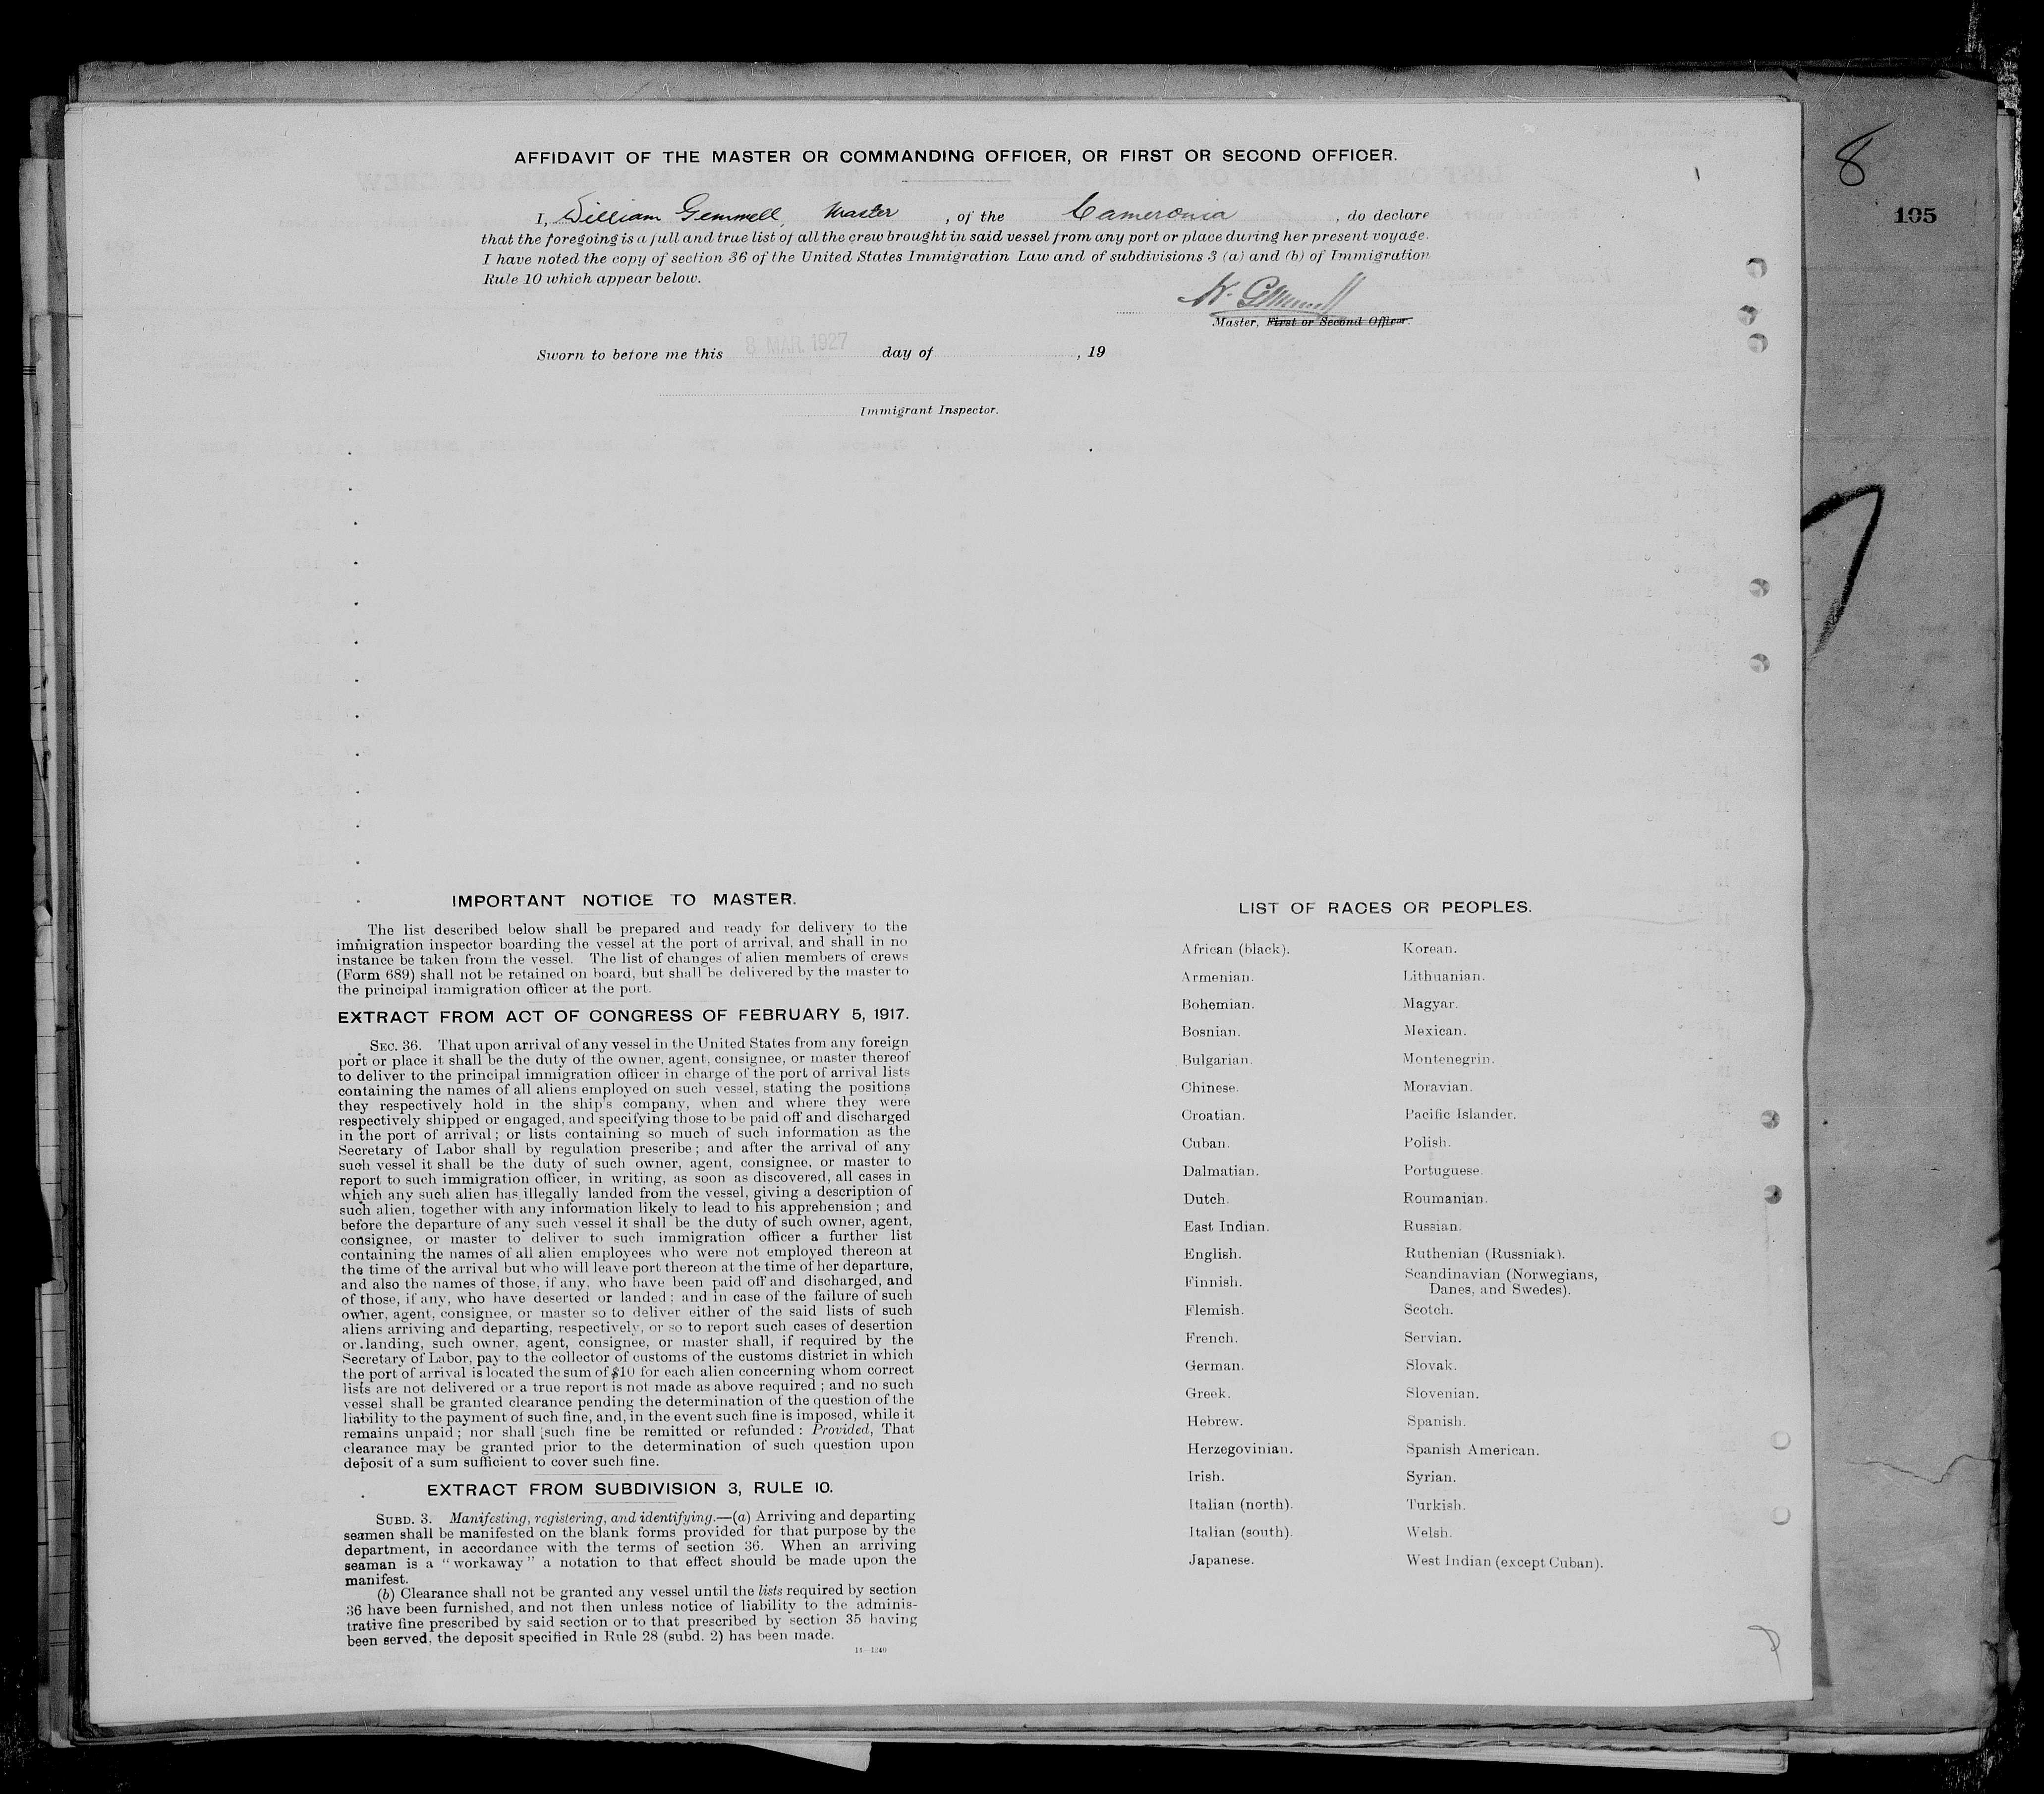 8
105
AFFIDAVIT OF THE MASTER OR COMMANDING OFFICER, OR FIRST OR SECOND OFFICER.
I, William Gemmell, Master, of the Cameronia, do declare
that the foregoing is a full and true list of all the crew brought in said vessel from any port or place during her present voyage.
I have noted the copy of section 36 of the United States Immigration Law and of subdivisions 3 (a) and (b) of Immigration
Rule 10 which appear below.
W. Gemmell
Master, First or Second Officer.
Sworn to before me this 8 MAR. 1927 day of , 19
Immigrant Inspector.
7
IMPORTANT NOTICE TO MASTER.
The list described below shall be prepared and ready for delivery to the
immigration inspector boarding the vessel at the port of arrival, and shall in no
instance be taken from the vessel. The list of changes of alien members of crews
(Form 689) shall not be retained on board, but shall be delivered by the master to
the principal immigration officer at the port.
EXTRACT FROM ACT OF CONGRESS OF FEBRUARY 5, 1917.
SEC. 36. That upon arrival of any vessel in the United States from any foreign
port or place it shall be the duty of the owner, agent, consignee, or master thereof
to deliver to the principal immigration officer in charge of the port of arrival lists
containing the names of all aliens employed on such vessel, stating the positions
they respectively hold in the ship's company, when and where they were
respectively shipped or engaged, and specifying those to be paid off and discharged
in the port of arrival; or lists containing so much of such information as the
Secretary of Labor shall by regulation prescribe; and after the arrival of any
such vessel it shall be the duty of such owner, agent, consignee, or master to
report to such immigration officer, in writing, as soon as discovered, all cases in
which any such alien has illegally landed from the vessel, giving a description of
such alien, together with any information likely to lead to his apprehension; and
before the departure of any such vessel it shall be the duty of such owner, agent,
consignee, or master to deliver to such immigration officer a further list
containing the names of all alien employees who were not employed thereon at
the time of the arrival but who will leave port thereon at the time of her departure,
and also the names of those, if any, who have been paid off and discharged, and
of those, if any, who have deserted or landed; and in case of the failure of such
owner, agent, consignee, or master so to deliver either of the said lists of such
aliens arriving and departing, respectively, or so to report such cases of desertion
or landing, such owner, agent, consignee, or master shall, if required by the
Secretary of Labor, pay to the collector of customs of the customs district in which
the port of arrival is located the sum of $10 for each alien concerning whom correct
lists are not delivered or a true report is not made as above required; and no such
vessel shall be granted clearance pending the determination of the question of the
liability to the payment of such fine, and, in the event such fine is imposed, while it
remains unpaid; nor shall such fine be remitted or refunded: Provided, That
clearance may be granted prior to the determination of such question upon
deposit of a sum sufficient to cover such fine.
EXTRACT FROM SUBDIVISION 3, RULE 10.
SUBD. 3. Manifesting, registering, and identifying.—(a) Arriving and departing
seamen shall be manifested on the blank forms provided for that purpose by the
department, in accordance with the terms of section 36. When an arriving
seaman is a "workaway" a notation to that effect should be made upon the
manifest.
(b) Clearance shall not be granted any vessel until the lists required by section
36 have been furnished, and not then unless notice of liability to the adminis-
trative fine prescribed by said section or to that prescribed by section 35 having
been served, the deposit specified in Rule 28 (subd. 2) has been made.
11—1240
LIST OF RACES OR PEOPLES.
African (black).
Armenian.
Bohemian.
Bosnian.
Bulgarian.
Chinese.
Croatian.
Cuban.
Dalmatian.
Dutch.
East Indian.
English.
Finnish.
Flemish.
French.
German.
Greek.
Hebrew.
Herzegovinian.
Irish.
Italian (north).
Italian (south).
Japanese.
Korean.
Lithuanian.
Magyar.
Mexican.
Montenegrin.
Moravian.
Pacific Islander.
Polish.
Portuguese.
Roumanian.
Russian.
Ruthenian (Russniak).
Scandinavian (Norwegians,
Danes, and Swedes).
Scotch.
Servian.
Slovak.
Slovenian.
Spanish.
Spanish American.
Syrian.
Turkish.
Welsh.
West Indian (except Cuban).